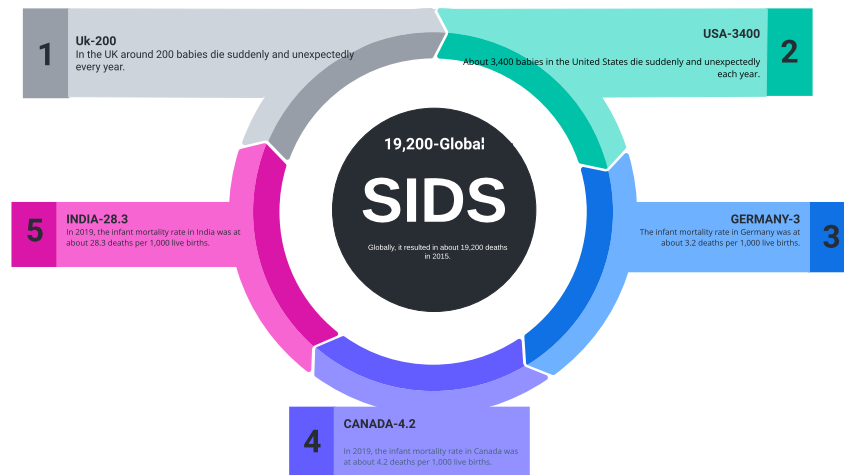 1
Uk-200
In the UK around 200 babies die suddenly and unexpectedly
every year.
USA-3400
About 3,400 babies in the United States die suddenly and unexpectedly
each year.
2
19,200-Global
SIDS
Globally, it resulted in about 19,200 deaths
in 2015.
5
INDIA-28.3
In 2019, the infant mortality rate in India was at
about 28.3 deaths per 1,000 live births.
GERMANY-3
The infant mortality rate in Germany was at
about 3.2 deaths per 1,000 live births.
3
4
CANADA-4.2
In 2019, the infant mortality rate in Canada was
at about 4.2 deaths per 1,000 live births.